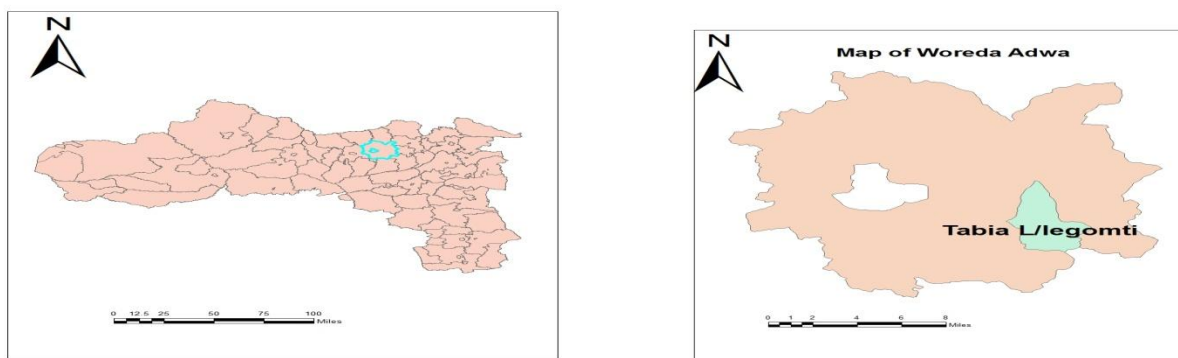 N
0 12.5 25 50 75 100
Miles
N
Map of Woreda Adwa
Tabia L/legomti
0 1 2 4 6 8
Miles